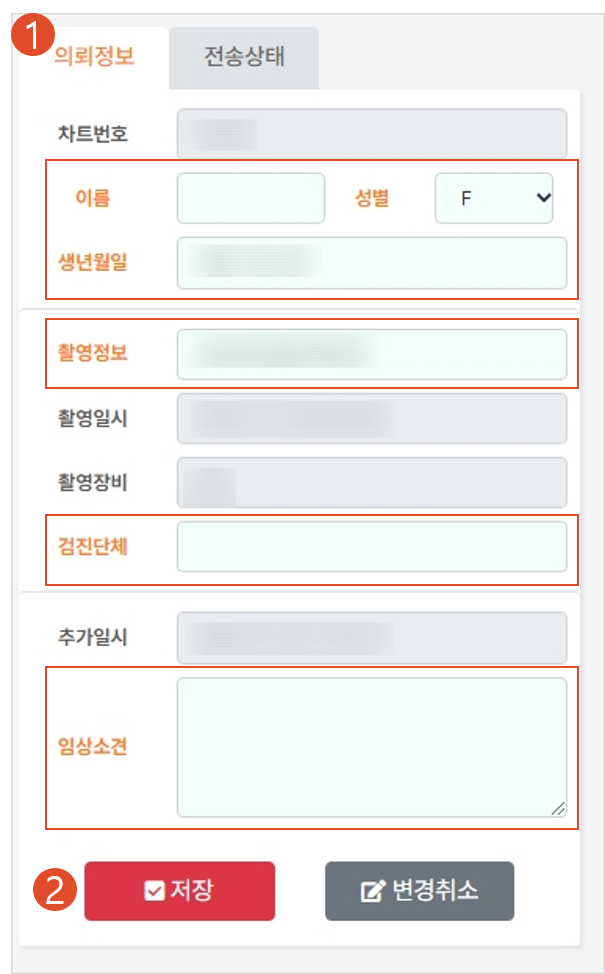 1
의뢰정보 전송상태
차트번호
이름 성별 F
생년월일
촬영정보
촬영일시
촬영장비
검진단체
추가일시
임상소견
2 저장 변경취소